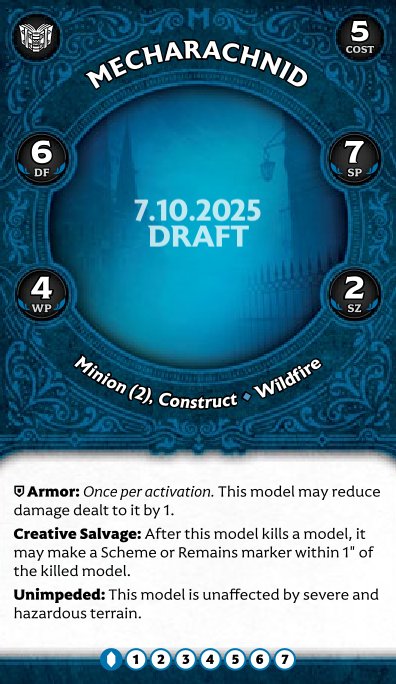 5
COST
MECHARACHNID
6
DF
7
SP
7.10.2025
DRAFT
4
WP
2
SZ
Minion (2), Construct ⬥ Wildfire
Armor: Once per activation. This model may reduce
damage dealt to it by 1.
Creative Salvage: After this model kills a model, it
may make a Scheme or Remains marker within 1" of
the killed model.
Unimpeded: This model is unaffected by severe and
hazardous terrain.
1 2 3 4 5 6 7